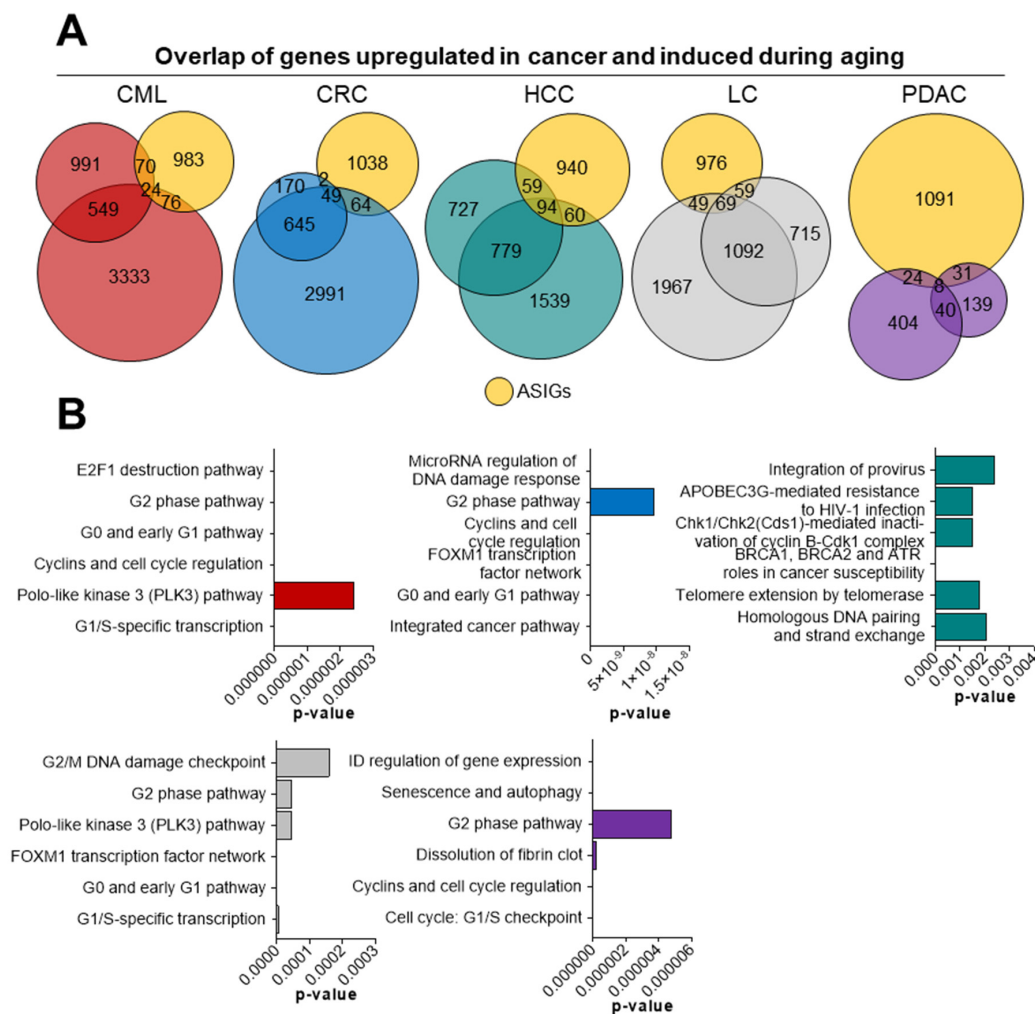 A
Overlap of genes upregulated in cancer and induced during aging
CML
CRC
HCC
LC
PDAC
991
70
983
24
76
549
3333
170
2
1038
49
64
645
2991
59
940
94
60
727
779
1539
976
59
49
69
715
1092
1967
1091
24
31
8
139
40
404
ASIGs
B
E2F1 destruction pathway
G2 phase pathway
G0 and early G1 pathway
Cyclins and cell cycle regulation
Polo-like kinase 3 (PLK3) pathway
G1/S-specific transcription
0.000000
0.000001
0.000002
0.000003
p-value
MicroRNA regulation of
DNA damage response
G2 phase pathway
Cyclins and cell
cycle regulation
FOXM1 transcription
factor network
G0 and early G1 pathway
Integrated cancer pathway
0
5×10⁻⁹
1×10⁻⁸
1.5×10⁻⁸
p-value
Integration of provirus
APOBEC3G-mediated resistance
to HIV-1 infection
Chk1/Chk2(Cds1)-mediated inacti-
vation of cyclin B-Cdk1 complex
BRCA1, BRCA2 and ATR
roles in cancer susceptibility
Telomere extension by telomerase
Homologous DNA pairing
and strand exchange
0.000
0.001
0.002
0.003
0.004
p-value
G2/M DNA damage checkpoint
G2 phase pathway
Polo-like kinase 3 (PLK3) pathway
FOXM1 transcription factor network
G0 and early G1 pathway
G1/S-specific transcription
0.0000
0.0001
0.0002
0.0003
p-value
ID regulation of gene expression
Senescence and autophagy
G2 phase pathway
Dissolution of fibrin clot
Cyclins and cell cycle regulation
Cell cycle: G1/S checkpoint
0.000000
0.000002
0.000004
0.000006
p-value